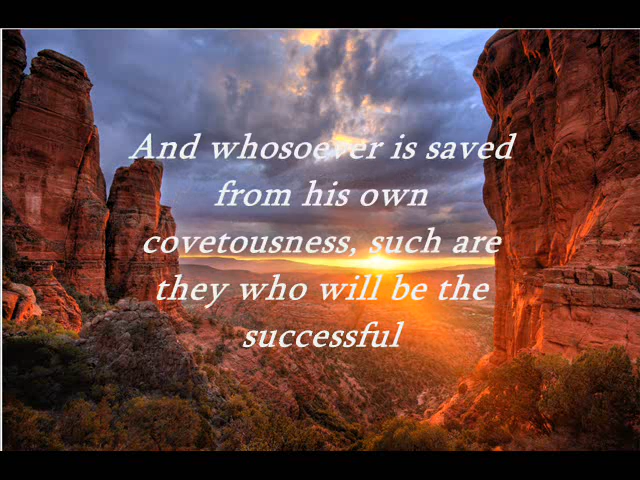 And whosoever is saved
from his own
covetousness, such are
they who will be the
successful